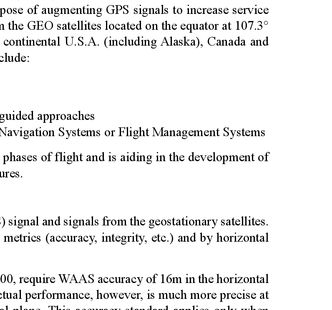 pose of augmenting GPS signals to increase service
the GEO satellites located on the equator at 107.3°
continental U.S.A. (including Alaska), Canada and
clude:
guided approaches
Navigation Systems or Flight Management Systems
phases of flight and is aiding in the development of
ures.
) signal and signals from the geostationary satellites.
metrics (accuracy, integrity, etc.) and by horizontal
00, require WAAS accuracy of 16m in the horizontal
ctual performance, however, is much more precise at